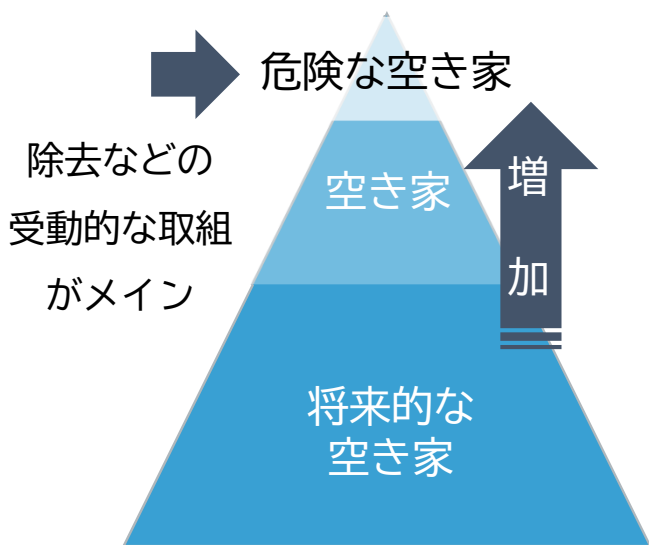 危険な空き家
除去などの
受動的な取組
がメイン
空き家
増
加
将来的な
空き家